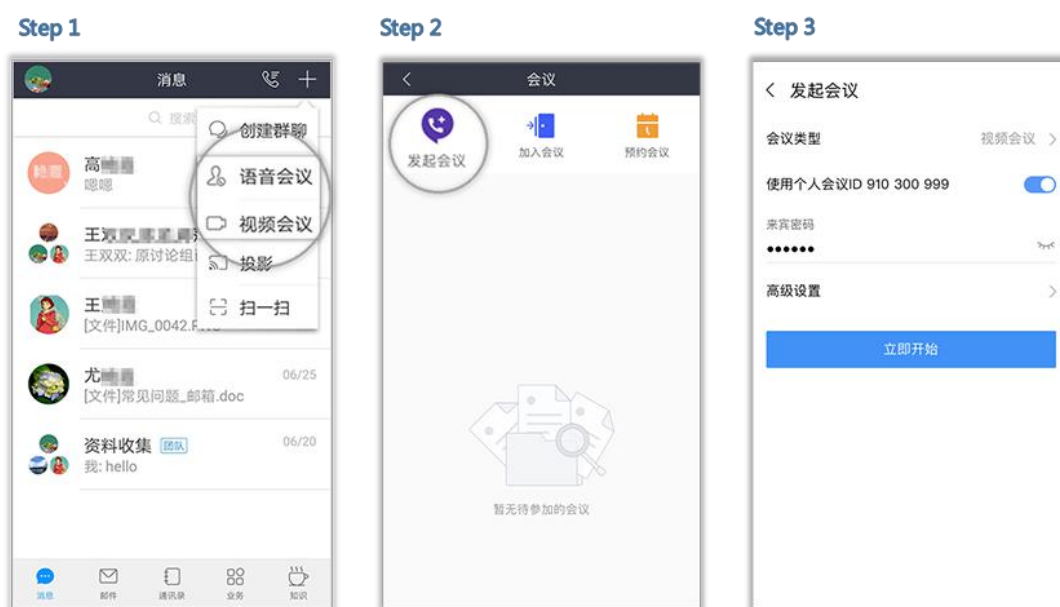 Step 1
消息
搜索
创建群聊
语音会议
视频会议
投影
扫一扫
高
嗯嗯
王双
王双双: 原讨论组
王
[文件]IMG_0042.
尤
06/25
[文件]常见问题_邮箱.doc
资料收集 团队
06/20
我: hello
消息
邮件
通讯录
业务
知识
Step 2
会议
发起会议
加入会议
预约会议
暂无待参加的会议
Step 3
发起会议
会议类型
视频会议
使用个人会议ID 910 300 999
来宾密码
••••••
高级设置
立即开始